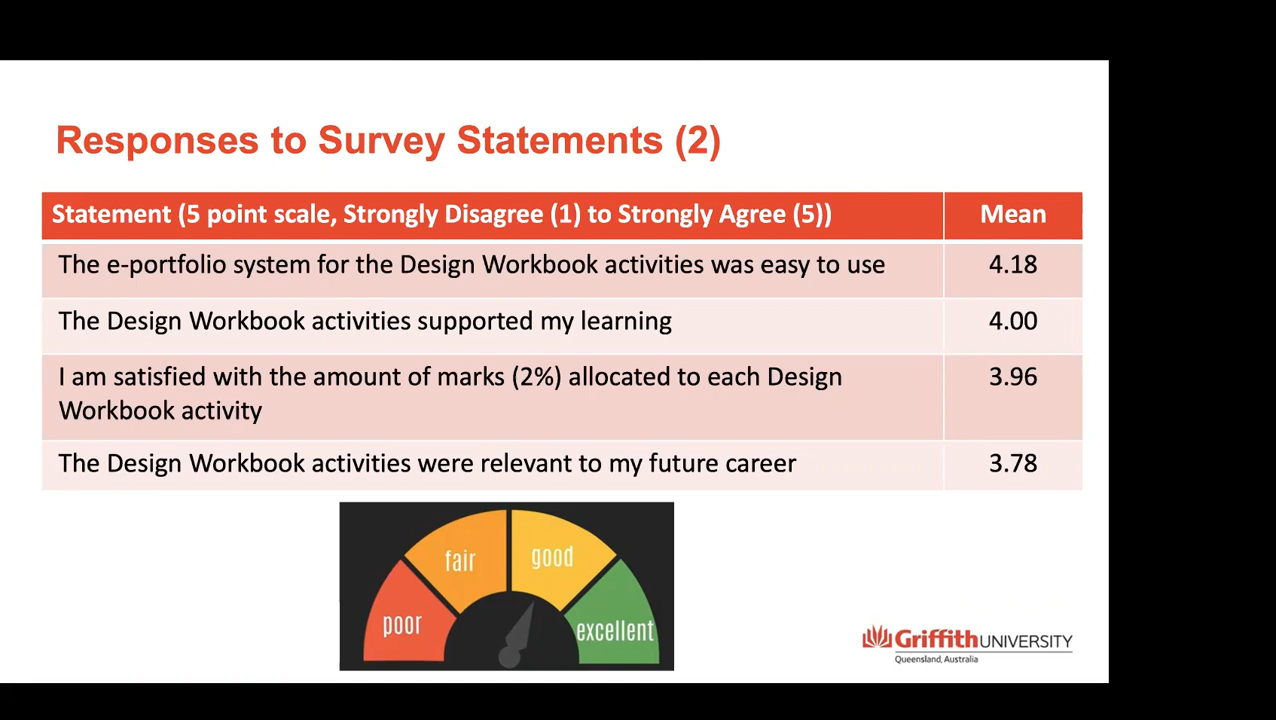 Responses to Survey Statements (2)
Statement (5 point scale, Strongly Disagree (1) to Strongly Agree (5)) Mean
The e-portfolio system for the Design Workbook activities was easy to use 4.18
The Design Workbook activities supported my learning 4.00
I am satisfied with the amount of marks (2%) allocated to each Design 3.96
Workbook activity
The Design Workbook activities were relevant to my future career 3.78
poor
fair
good
excellent
Griffith UNIVERSITY
Queensland, Australia